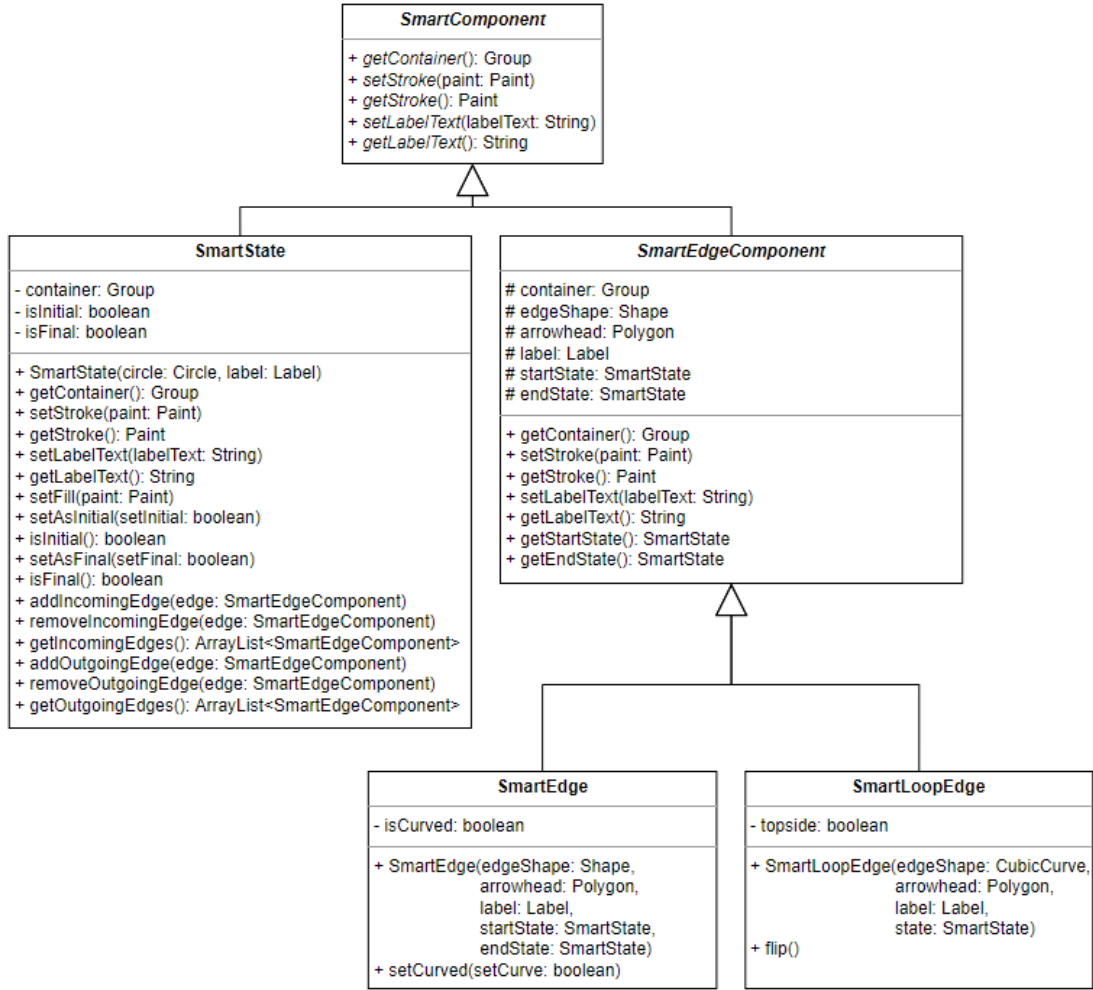 SmartComponent
+ getContainer(): Group
+ setStroke(paint: Paint)
+ getStroke(): Paint
+ setLabelText(labelText: String)
+ getLabelText(): String
SmartState
- container: Group
- isInitial: boolean
- isFinal: boolean
+ SmartState(circle: Circle, label: Label)
+ getContainer(): Group
+ setStroke(paint: Paint)
+ getStroke(): Paint
+ setLabelText(labelText: String)
+ getLabelText(): String
+ setFill(paint: Paint)
+ setAsInitial(setInitial: boolean)
+ isInitial(): boolean
+ setAsFinal(setFinal: boolean)
+ isFinal(): boolean
+ addIncomingEdge(edge: SmartEdgeComponent)
+ removeIncomingEdge(edge: SmartEdgeComponent)
+ getIncomingEdges(): ArrayList<SmartEdgeComponent>
+ addOutgoingEdge(edge: SmartEdgeComponent)
+ removeOutgoingEdge(edge: SmartEdgeComponent)
+ getOutgoingEdges(): ArrayList<SmartEdgeComponent>
SmartEdgeComponent
# container: Group
# edgeShape: Shape
# arrowhead: Polygon
# label: Label
# startState: SmartState
# endState: SmartState
+ getContainer(): Group
+ setStroke(paint: Paint)
+ getStroke(): Paint
+ setLabelText(labelText: String)
+ getLabelText(): String
+ getStartState(): SmartState
+ getEndState(): SmartState
SmartEdge
- isCurved: boolean
+ SmartEdge(edgeShape: Shape,
arrowhead: Polygon,
label: Label,
startState: SmartState,
endState: SmartState)
+ setCurved(setCurve: boolean)
SmartLoopEdge
- topside: boolean
+ SmartLoopEdge(edgeShape: CubicCurve,
arrowhead: Polygon,
label: Label,
state: SmartState)
+ flip()